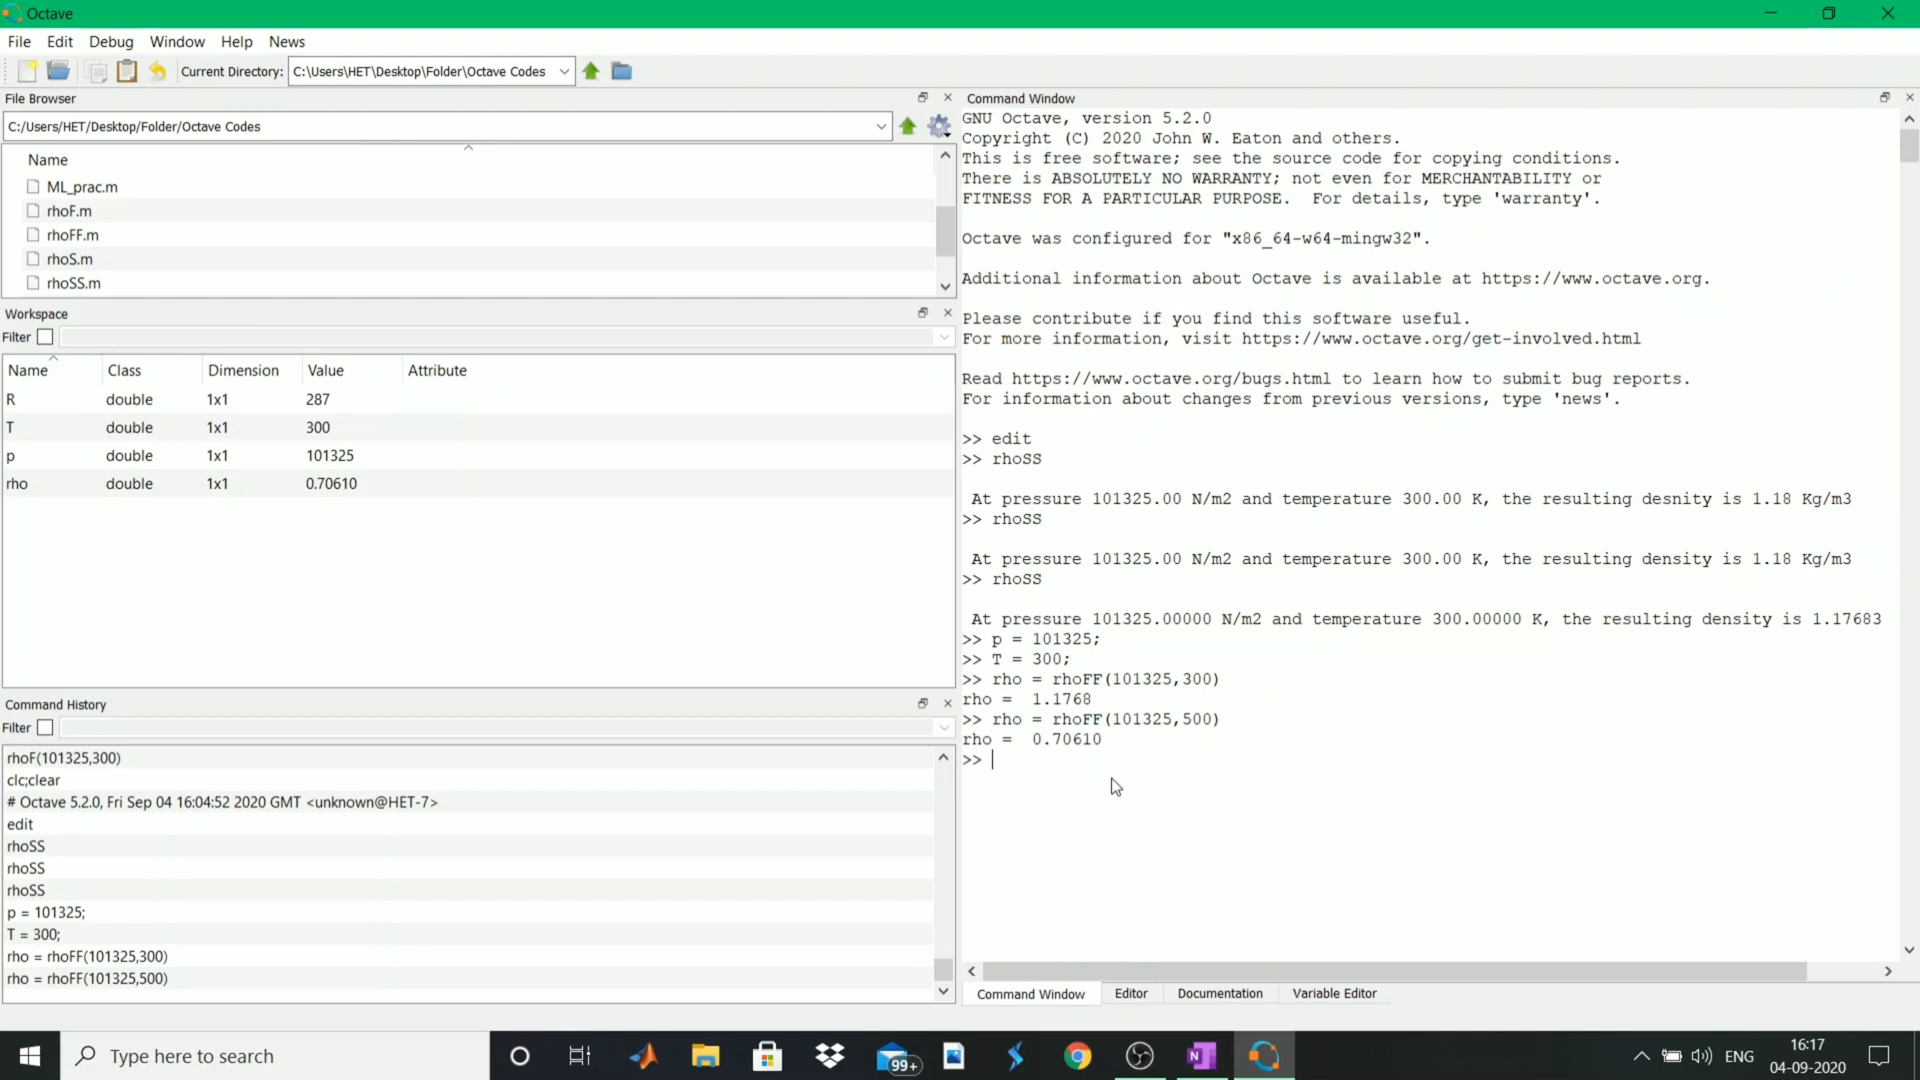 Octave
File Edit Debug Window Help News
Current Directory: C:\Users\HET\Desktop\Folder\Octave Codes
File Browser
C:/Users/HET/Desktop/Folder/Octave Codes
Name
ML_prac.m
rhoF.m
rhoFF.m
rhoS.m
rhoSS.m
Workspace
Filter
Name Class Dimension Value Attribute
R double 1x1 287
T double 1x1 300
p double 1x1 101325
rho double 1x1 0.70610
Command History
Filter
rhoF(101325,300)
clc;clear
# Octave 5.2.0, Fri Sep 04 16:04:52 2020 GMT <unknown@HET-7>
edit
rhoSS
rhoSS
rhoSS
p = 101325;
T = 300;
rho = rhoFF(101325,300)
rho = rhoFF(101325,500)
Command Window
GNU Octave, version 5.2.0
Copyright (C) 2020 John W. Eaton and others.
This is free software; see the source code for copying conditions.
There is ABSOLUTELY NO WARRANTY; not even for MERCHANTABILITY or
FITNESS FOR A PARTICULAR PURPOSE.  For details, type 'warranty'.
Octave was configured for "x86_64-w64-mingw32".
Additional information about Octave is available at https://www.octave.org.
Please contribute if you find this software useful.
For more information, visit https://www.octave.org/get-involved.html
Read https://www.octave.org/bugs.html to learn how to submit bug reports.
For information about changes from previous versions, type 'news'.
>> edit
>> rhoSS
At pressure 101325.00 N/m2 and temperature 300.00 K, the resulting desnity is 1.18 Kg/m3
>> rhoSS
At pressure 101325.00 N/m2 and temperature 300.00 K, the resulting density is 1.18 Kg/m3
>> rhoSS
At pressure 101325.00000 N/m2 and temperature 300.00000 K, the resulting density is 1.17683
>> p = 101325;
>> T = 300;
>> rho = rhoFF(101325,300)
rho =  1.1768
>> rho = rhoFF(101325,500)
rho =  0.70610
>>
Command Window Editor Documentation Variable Editor
Type here to search
99+
N
ENG
16:17
04-09-2020